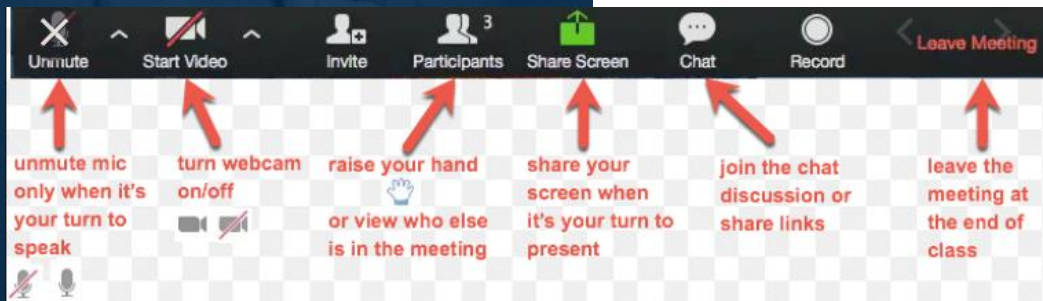 3
Unmute Start Video Invite Participants Share Screen Chat Record Leave Meeting
unmute mic
only when it's
your turn to
speak
turn webcam
on/off
raise your hand
or view who else
is in the meeting
share your
screen when
it's your turn to
present
join the chat
discussion or
share links
leave the
meeting at
the end of
class